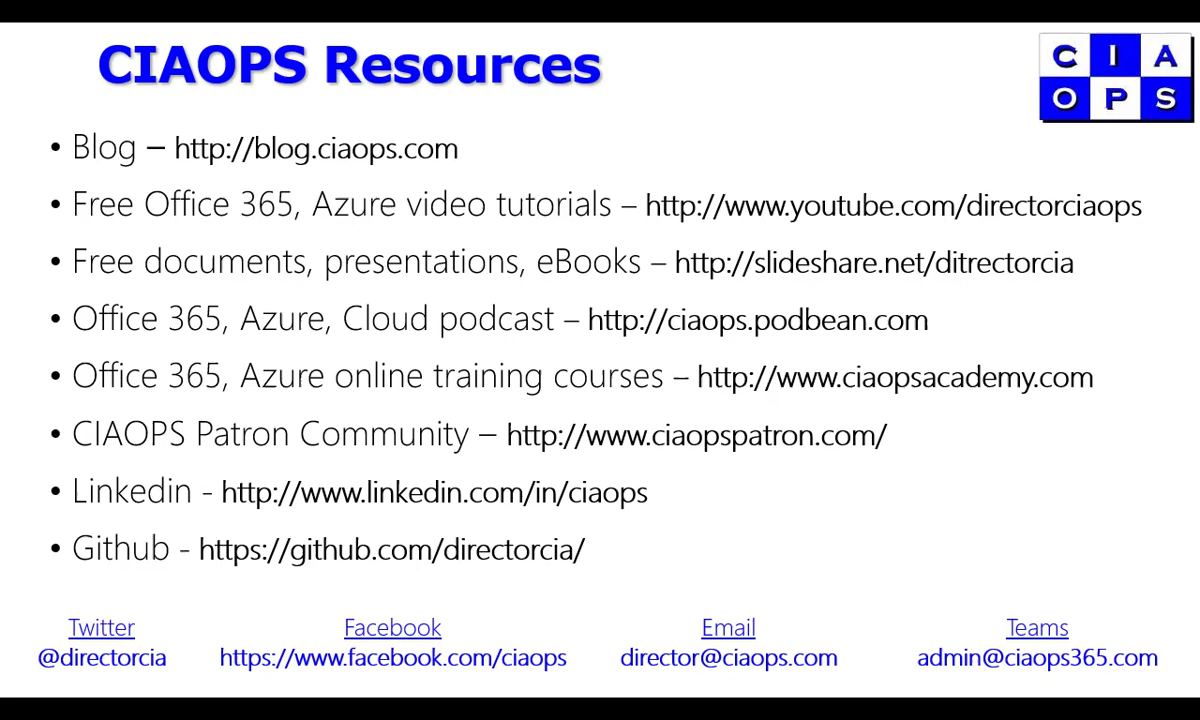 CIAOPS Resources
C I A
O P S
• Blog – http://blog.ciaops.com
• Free Office 365, Azure video tutorials – http://www.youtube.com/directorciaops
• Free documents, presentations, eBooks – http://slideshare.net/ditrectorcia
• Office 365, Azure, Cloud podcast – http://ciaops.podbean.com
• Office 365, Azure online training courses – http://www.ciaopsacademy.com
• CIAOPS Patron Community – http://www.ciaopspatron.com/
• Linkedin - http://www.linkedin.com/in/ciaops
• Github - https://github.com/directorcia/
Twitter Facebook Email Teams
@directorcia https://www.facebook.com/ciaops director@ciaops.com admin@ciaops365.com